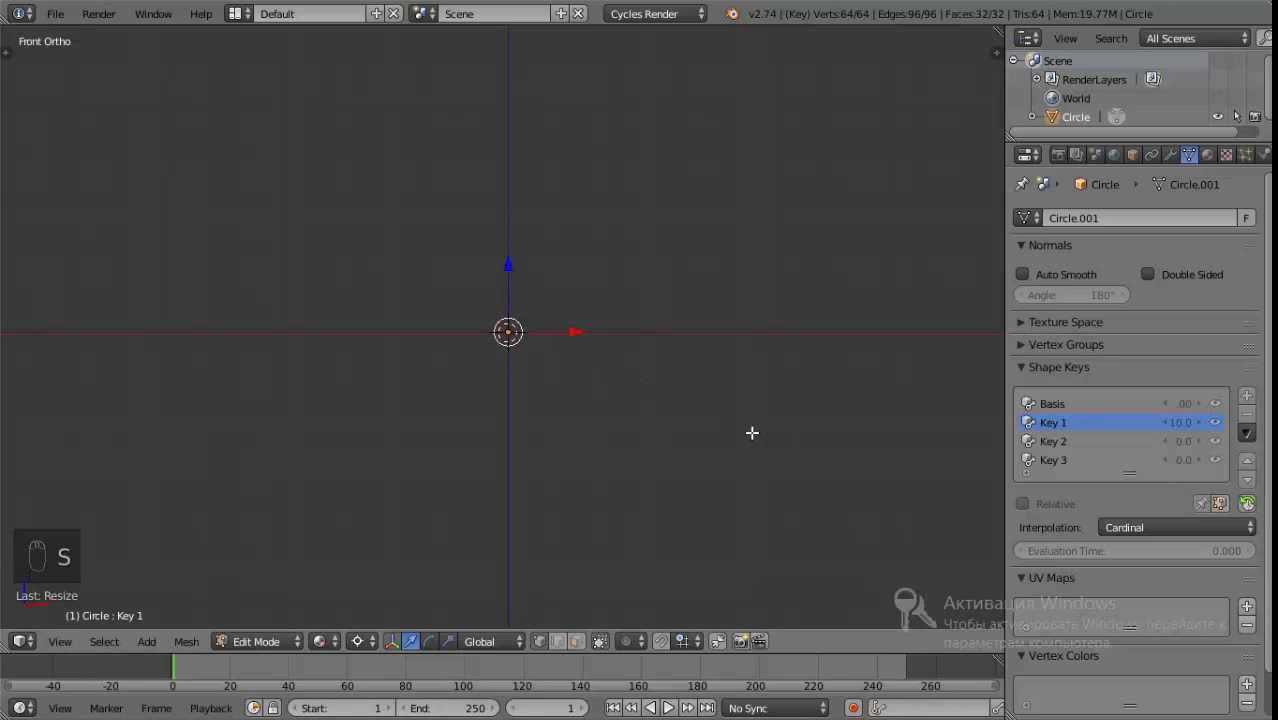 File Render Window Help Default Scene Cycles Render v2.74 | (Key) Verts:64/64 | Edges:96/96 | Faces:32/32 | Tris:64 | Mem:19.77M | Circle
Front Ortho
View Search All Scenes
Scene
RenderLayers
World
Circle
Circle Circle.001
Circle.001 F
Normals
Auto Smooth Double Sided
Angle: 180°
Texture Space
Vertex Groups
Shape Keys
Basis .00
Key 1 10.0
Key 2 0.0
Key 3 0.0
Relative
Interpolation: Cardinal
Evaluation Time: 0.000
UV Maps
Активация Windows
Чтобы активировать Windows, перейдите к
параметрам компьютера.
Vertex Colors
S
Last: Resize
(1) Circle : Key 1
View Select Add Mesh Edit Mode Global
-40 -20 0 20 40 60 80 100 120 140 160 180 200 220 240 260
View Marker Frame Playback Start: 1 End: 250 1 No Sync